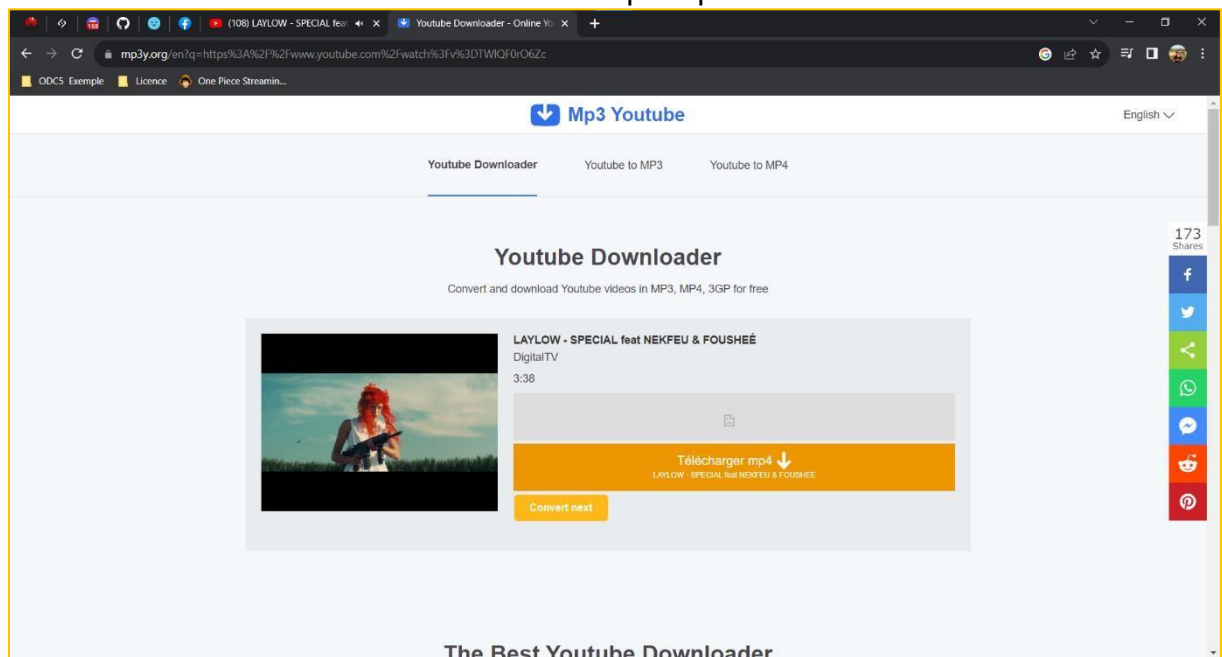 (108) LAYLOW - SPECIAL feat
Youtube Downloader - Online Yo
mp3y.org/en?q=https%3A%2F%2Fwww.youtube.com%2Fwatch%3Fv%3DTWlQF0rO6Zc
ODC5 Exemple
Licence
One Piece Streamin...
Mp3 Youtube
English
Youtube Downloader
Youtube to MP3
Youtube to MP4
173
Shares
Youtube Downloader
Convert and download Youtube videos in MP3, MP4, 3GP for free
LAYLOW - SPECIAL feat NEKFEU & FOUSHEÉ
DigitalTV
3:38
Télécharger mp4
LAYLOW - SPECIAL feat NEKFEU & FOUSHEÉ
Convert next
The Best Youtube Downloader